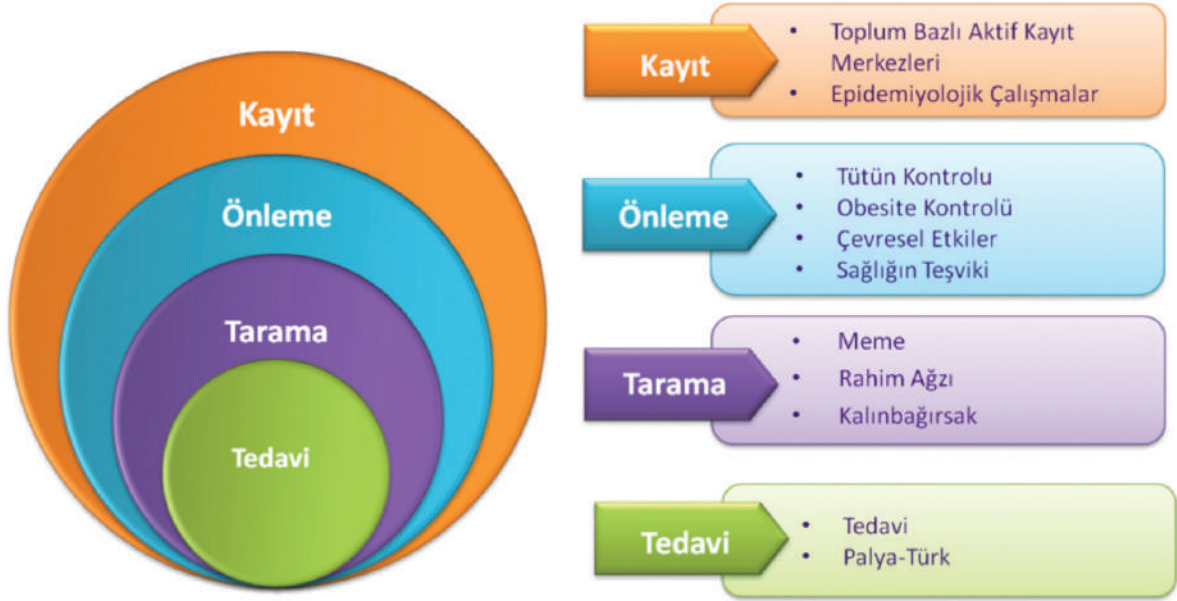 Kayıt
Önleme
Tarama
Tedavi
Kayıt
• Toplum Bazlı Aktif Kayıt
Merkezleri
• Epidemiyolojik Çalışmalar
Önleme
• Tütün Kontrolu
• Obesite Kontrolü
• Çevresel Etkiler
• Sağlığın Teşviki
Tarama
• Meme
• Rahim Ağzı
• Kalınbağırsak
Tedavi
• Tedavi
• Palya-Türk